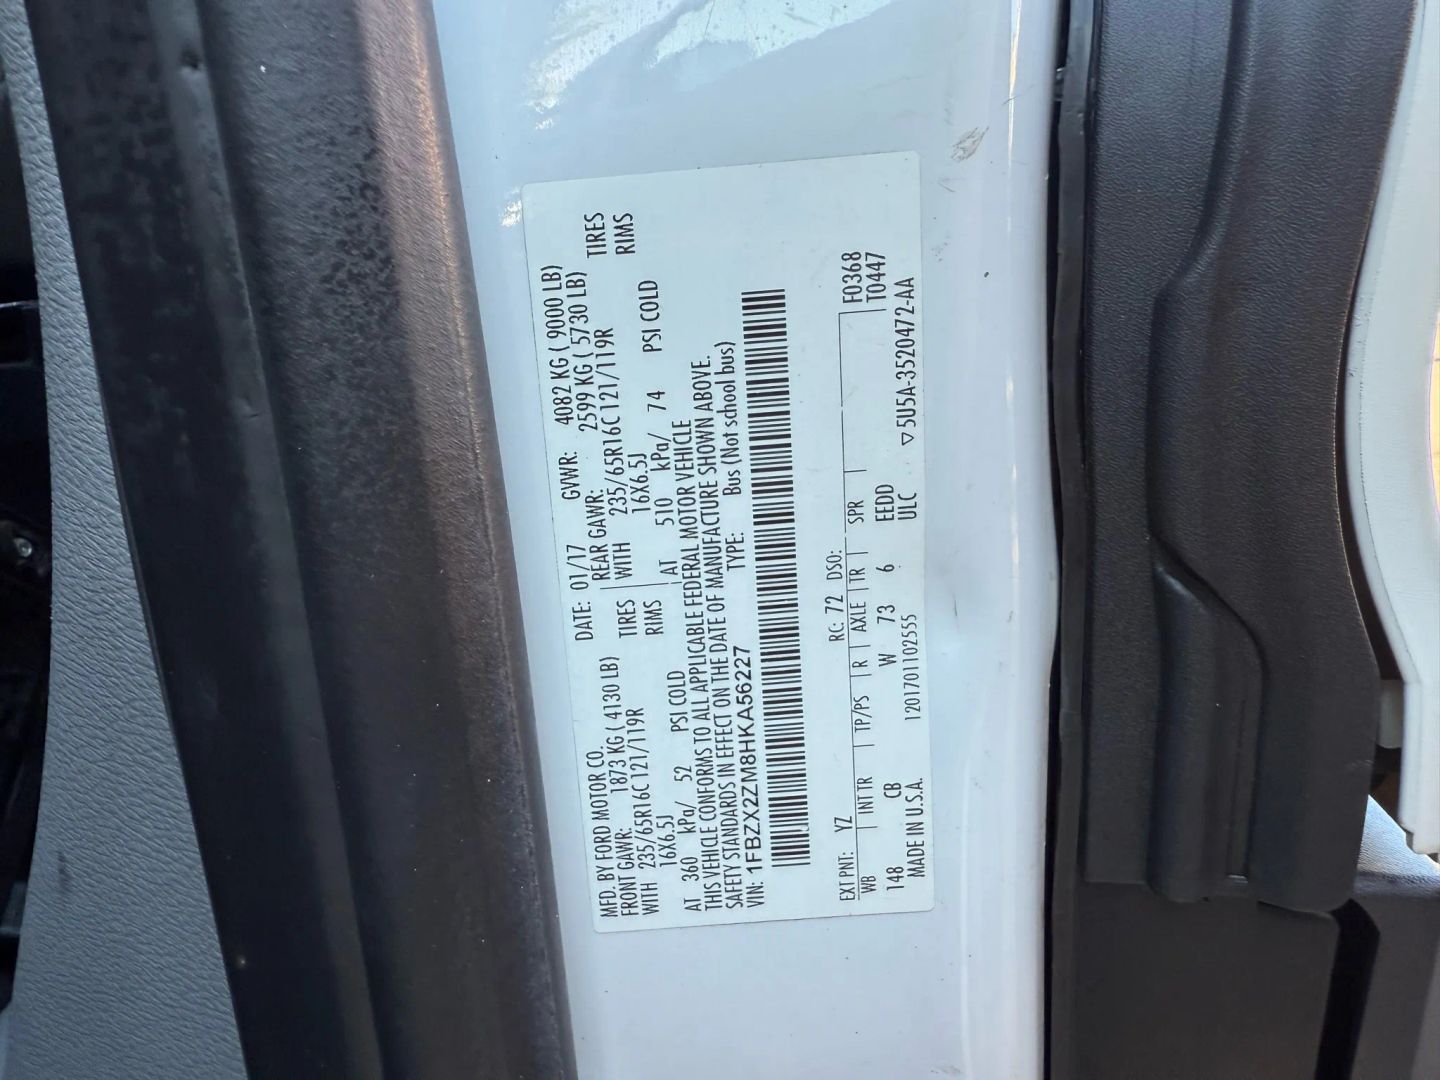 MFD. BY FORD MOTOR CO.
DATE: 01/17 GVWR: 4082 KG ( 9000 LB)
FRONT GAWR: 1873 KG ( 4130 LB)
REAR GAWR: 2599 KG ( 5730 LB)
WITH 235/65R16C 121/119R TIRES
WITH 235/65R16C 121/119R TIRES
16X6.5J RIMS
16X6.5J RIMS
AT 360 kPa/ 52 PSI COLD
AT 510 kPa/ 74 PSI COLD
THIS VEHICLE CONFORMS TO ALL APPLICABLE FEDERAL MOTOR VEHICLE
SAFETY STANDARDS IN EFFECT ON THE DATE OF MANUFACTURE SHOWN ABOVE.
VIN: 1FBZX2ZM8HKA56227 TYPE: Bus (Not school bus)
EXT PNT: YZ RC: 72 DSO: F0368
WB INT TR TP/PS R AXLE TR SPR T0447
148 CB W 73 6 EEDD
MADE IN U.S.A. 1201701102555 ULC ▽5U5A-3520472-AA